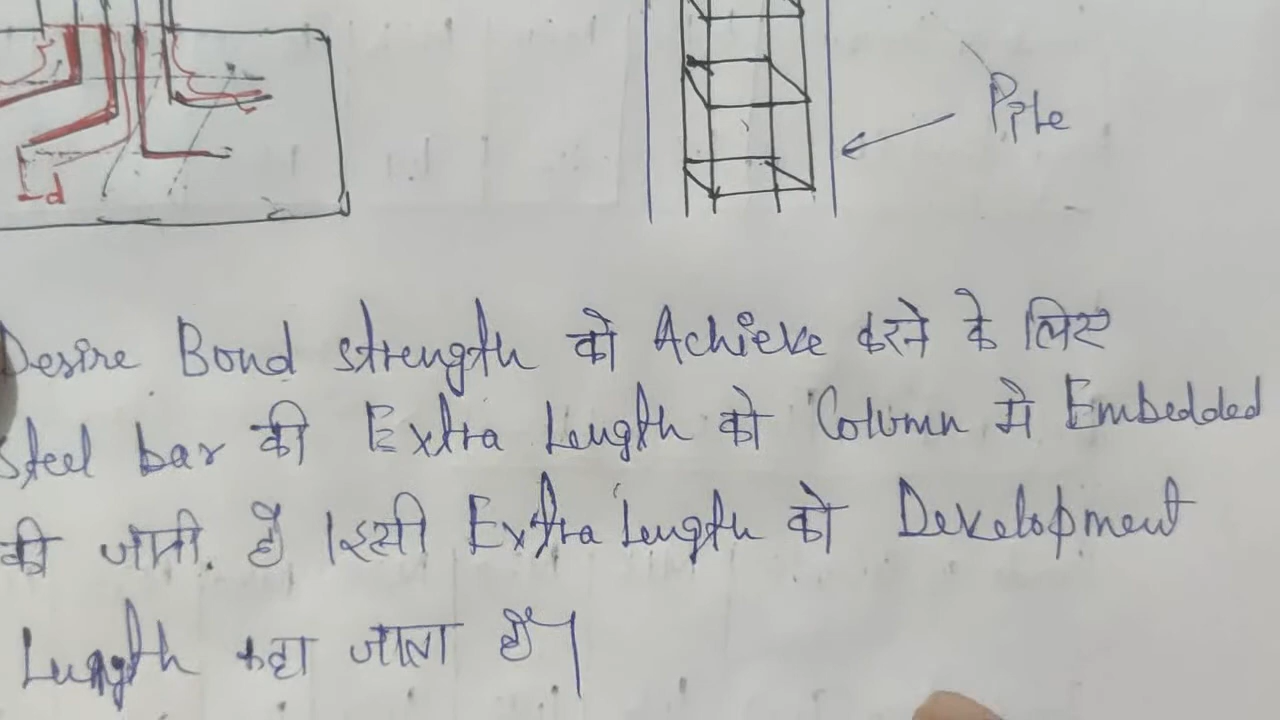 Pile
d
Desire Bond strength को Achieve करने के लिए
steel bar की Extra Length को Column मे Embedded
की जाती है । इसी Extra Length को Development
Length कहा जाता है।